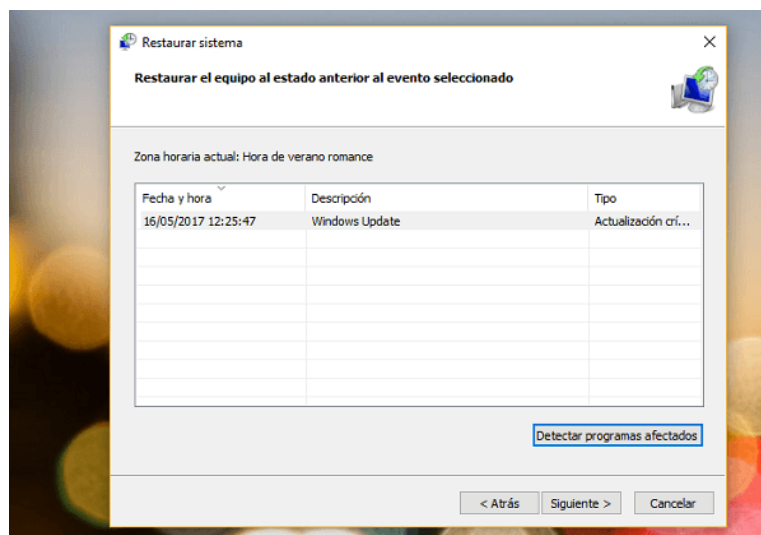 Restaurar sistema
Restaurar el equipo al estado anterior al evento seleccionado
Zona horaria actual: Hora de verano romance
Fecha y hora Descripción Tipo
16/05/2017 12:25:47 Windows Update Actualización crí...
Detectar programas afectados
< Atrás Siguiente > Cancelar